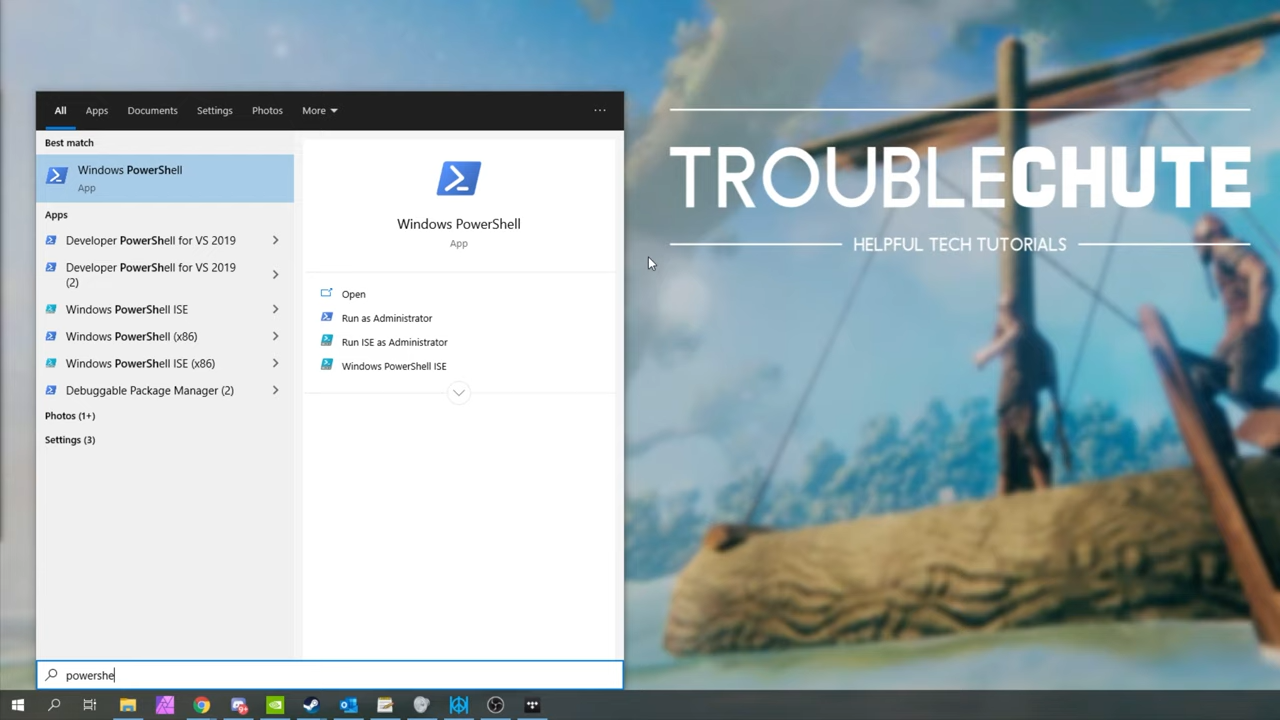 All Apps Documents Settings Photos More ...
Best match
Windows PowerShell
App
Apps
Developer PowerShell for VS 2019
Developer PowerShell for VS 2019
(2)
Windows PowerShell ISE
Windows PowerShell (x86)
Windows PowerShell ISE (x86)
Debuggable Package Manager (2)
Photos (1+)
Settings (3)
Windows PowerShell
App
Open
Run as Administrator
Run ISE as Administrator
Windows PowerShell ISE
powershe
TROUBLECHUTE
HELPFUL TECH TUTORIALS